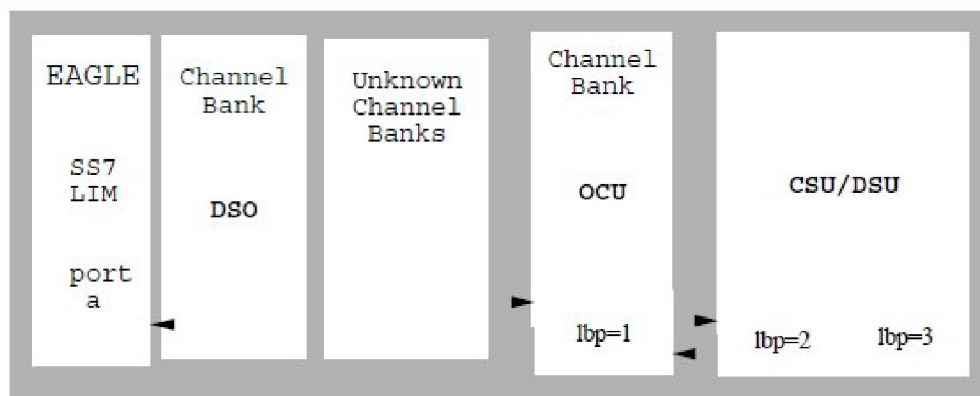 EAGLE
SS7
LIM
port
a
Channel
Bank
DSO
Unknown
Channel
Banks
Channel
Bank
OCU
lbp=1
CSU/DSU
lbp=2
lbp=3